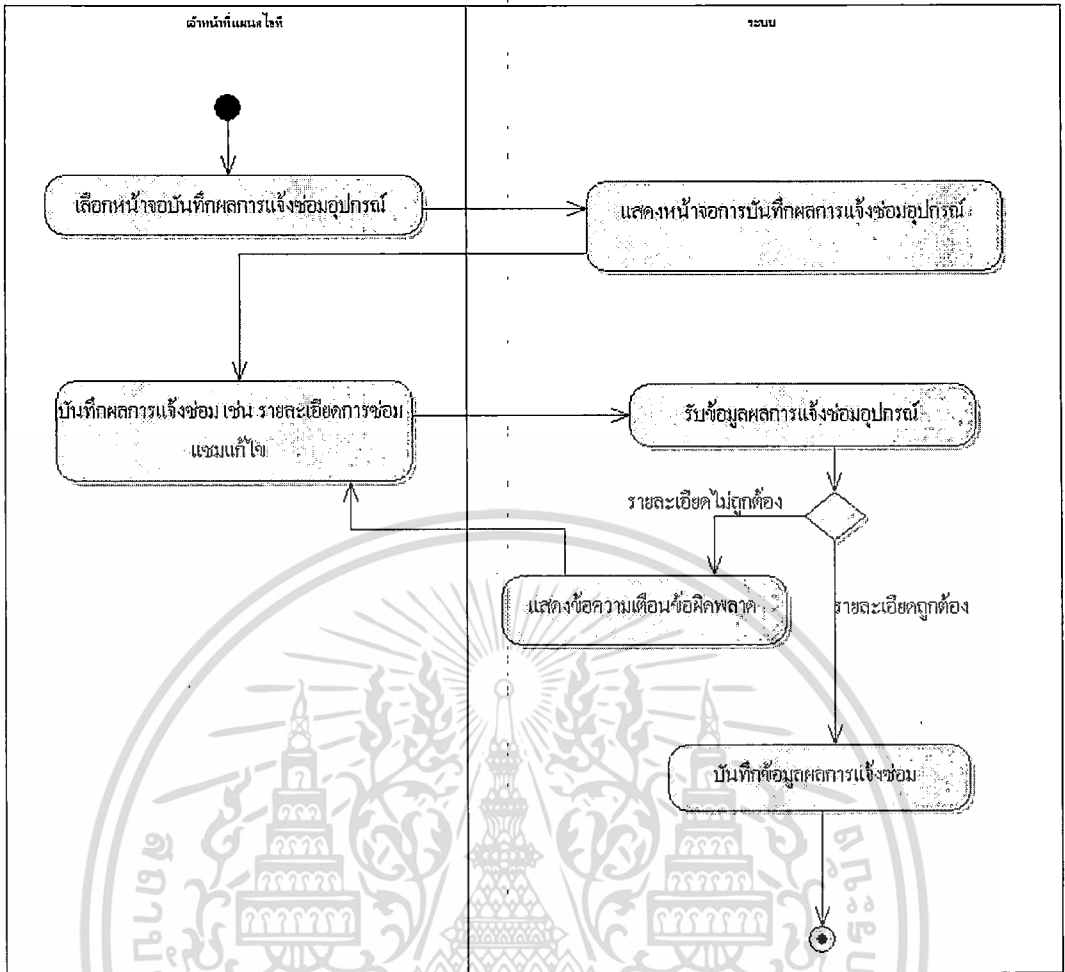 เจ้าหน้าที่แผนกไอที
ระบบ
เลือกหน้าจอบันทึกผลการแจ้งซ่อมอุปกรณ์
แสดงหน้าจอการบันทึกผลการแจ้งซ่อมอุปกรณ์
บันทึกผลการแจ้งซ่อม เช่น รายละเอียดการซ่อม
แซมแก้ไข
รับข้อมูลผลการแจ้งซ่อมอุปกรณ์
รายละเอียดไม่ถูกต้อง
แสดงข้อความเตือนข้อผิดพลาด
รายละเอียดถูกต้อง
บันทึกข้อมูลผลการแจ้งซ่อม